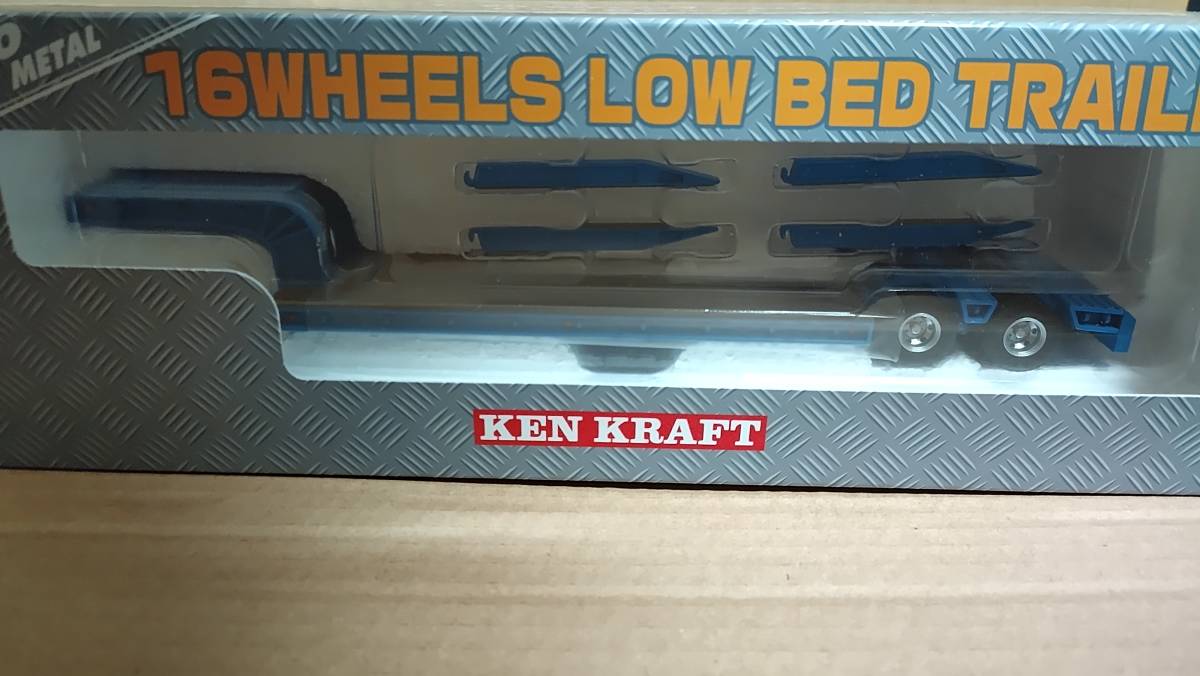 METAL
16WHEELS LOW BED TRAIL
KEN KRAFT